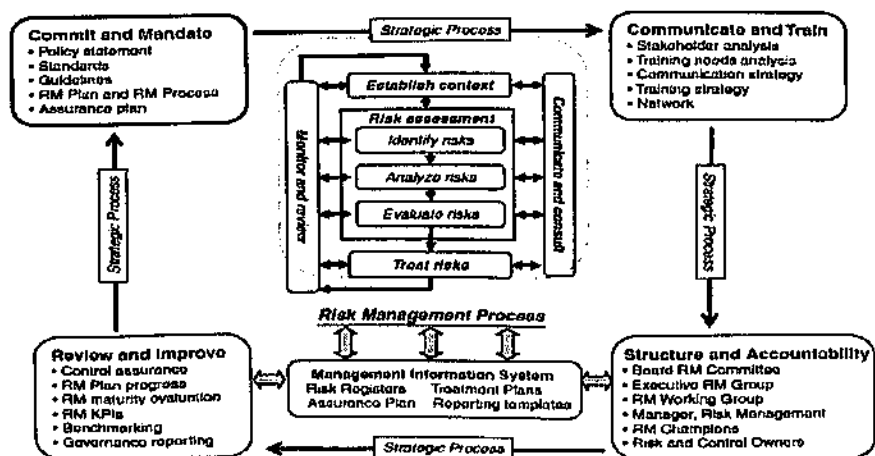 Commit and Mandate
• Policy statement
• Standards
• Guidelines
• RM Plan and RM Process
• Assurance plan
Strategic Process
Communicate and Train
• Stakeholder analysis
• Training needs analysis
• Communication strategy
• Training strategy
• Network
Establish context
Risk assessment
Identify risks
Analyze risks
Evaluate risks
Treat risks
Monitor and review
Communicate and consult
Strategic Process
Strategic Process
Risk Management Process
Review and Improve
• Control assurance
• RM Plan progress
• RM maturity evaluation
• RM KPIs
• Benchmarking
• Governance reporting
Management Information System
Risk Registers Treatment Plans
Assurance Plan Reporting templates
Structure and Accountability
• Board RM Committee
• Executive RM Group
• RM Working Group
• Manager, Risk Management
• RM Champions
• Risk and Control Owners
Strategic Process